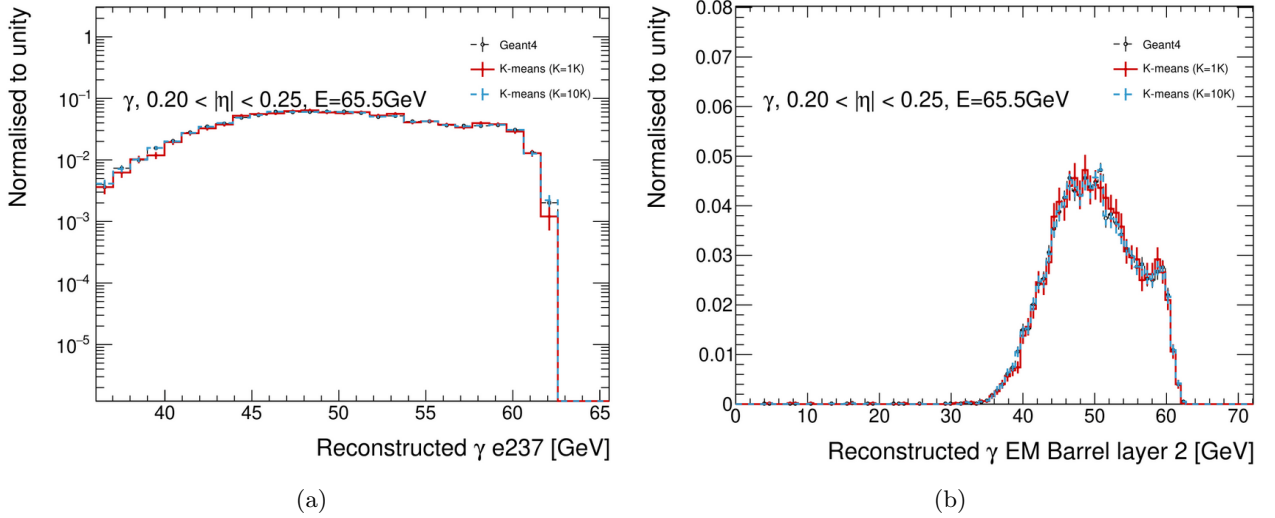 Normalised to unity
1
10⁻¹
10⁻²
10⁻³
10⁻⁴
10⁻⁵
Geant4
K-means (K=1K)
K-means (K=10K)
γ, 0.20 < |η| < 0.25, E=65.5GeV
40 45 50 55 60 65
Reconstructed γ e237 [GeV]
(a)
Normalised to unity
0.08
0.07
0.06
0.05
0.04
0.03
0.02
0.01
0
Geant4
K-means (K=1K)
K-means (K=10K)
γ, 0.20 < |η| < 0.25, E=65.5GeV
0 10 20 30 40 50 60 70
Reconstructed γ EM Barrel layer 2 [GeV]
(b)